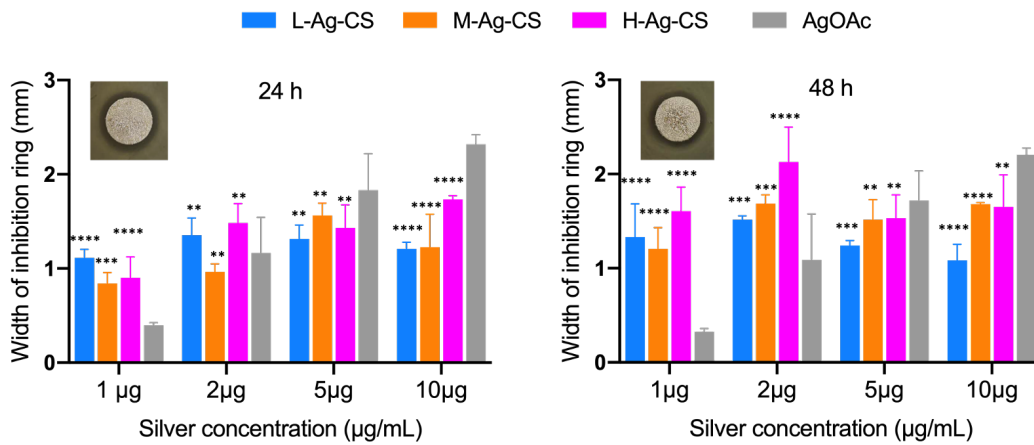 L-Ag-CS M-Ag-CS H-Ag-CS AgOAc
24 h
Width of inhibition ring (mm)
3
2
1
0
**** *** ****
** ** **
** ** **
**** **** ****
1 µg 2µg 5µg 10µg
Silver concentration (µg/mL)
48 h
Width of inhibition ring (mm)
3
2
1
0
**** **** ****
*** *** ****
*** ** **
**** **** **
1µg 2µg 5µg 10µg
Silver concentration (µg/mL)